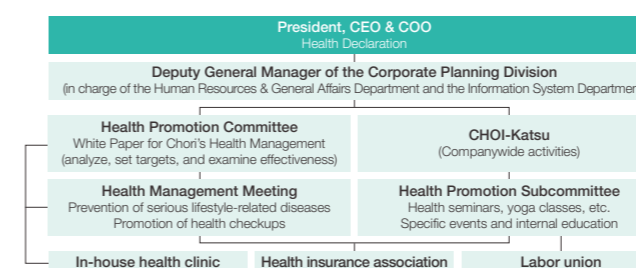 President, CEO & COO
Health Declaration
Deputy General Manager of the Corporate Planning Division
(in charge of the Human Resources & General Affairs Department and the Information System
Health Promotion Committee
White Paper for Chori's Health Management
(analyze, set targets, and examine effectiveness)
CHOI-Katsu
(Companywide activities)
Health Management Meeting
Prevention of serious lifestyle-related diseases
Promotion of health checkups
Health Promotion Subcommittee
Health seminars, yoga classes, etc.
Specific events and internal education
In-house health clinic
Health insurance association
Labor union